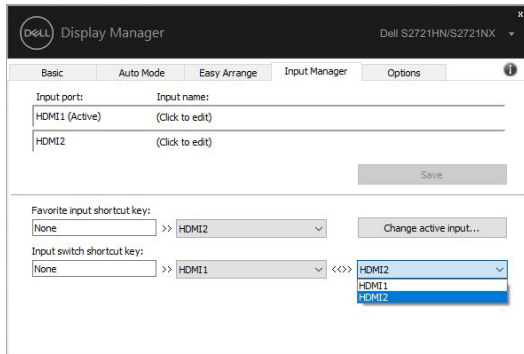 x
DELL Display Manager Dell S2721HN/S2721NX
Basic Auto Mode Easy Arrange Input Manager Options i
Input port: Input name:
HDMI1 (Active) (Click to edit)
HDMI2 (Click to edit)
Save
Favorite input shortcut key:
None >> HDMI2 Change active input...
Input switch shortcut key:
None >> HDMI1 <<>> HDMI2
HDMI1
HDMI2